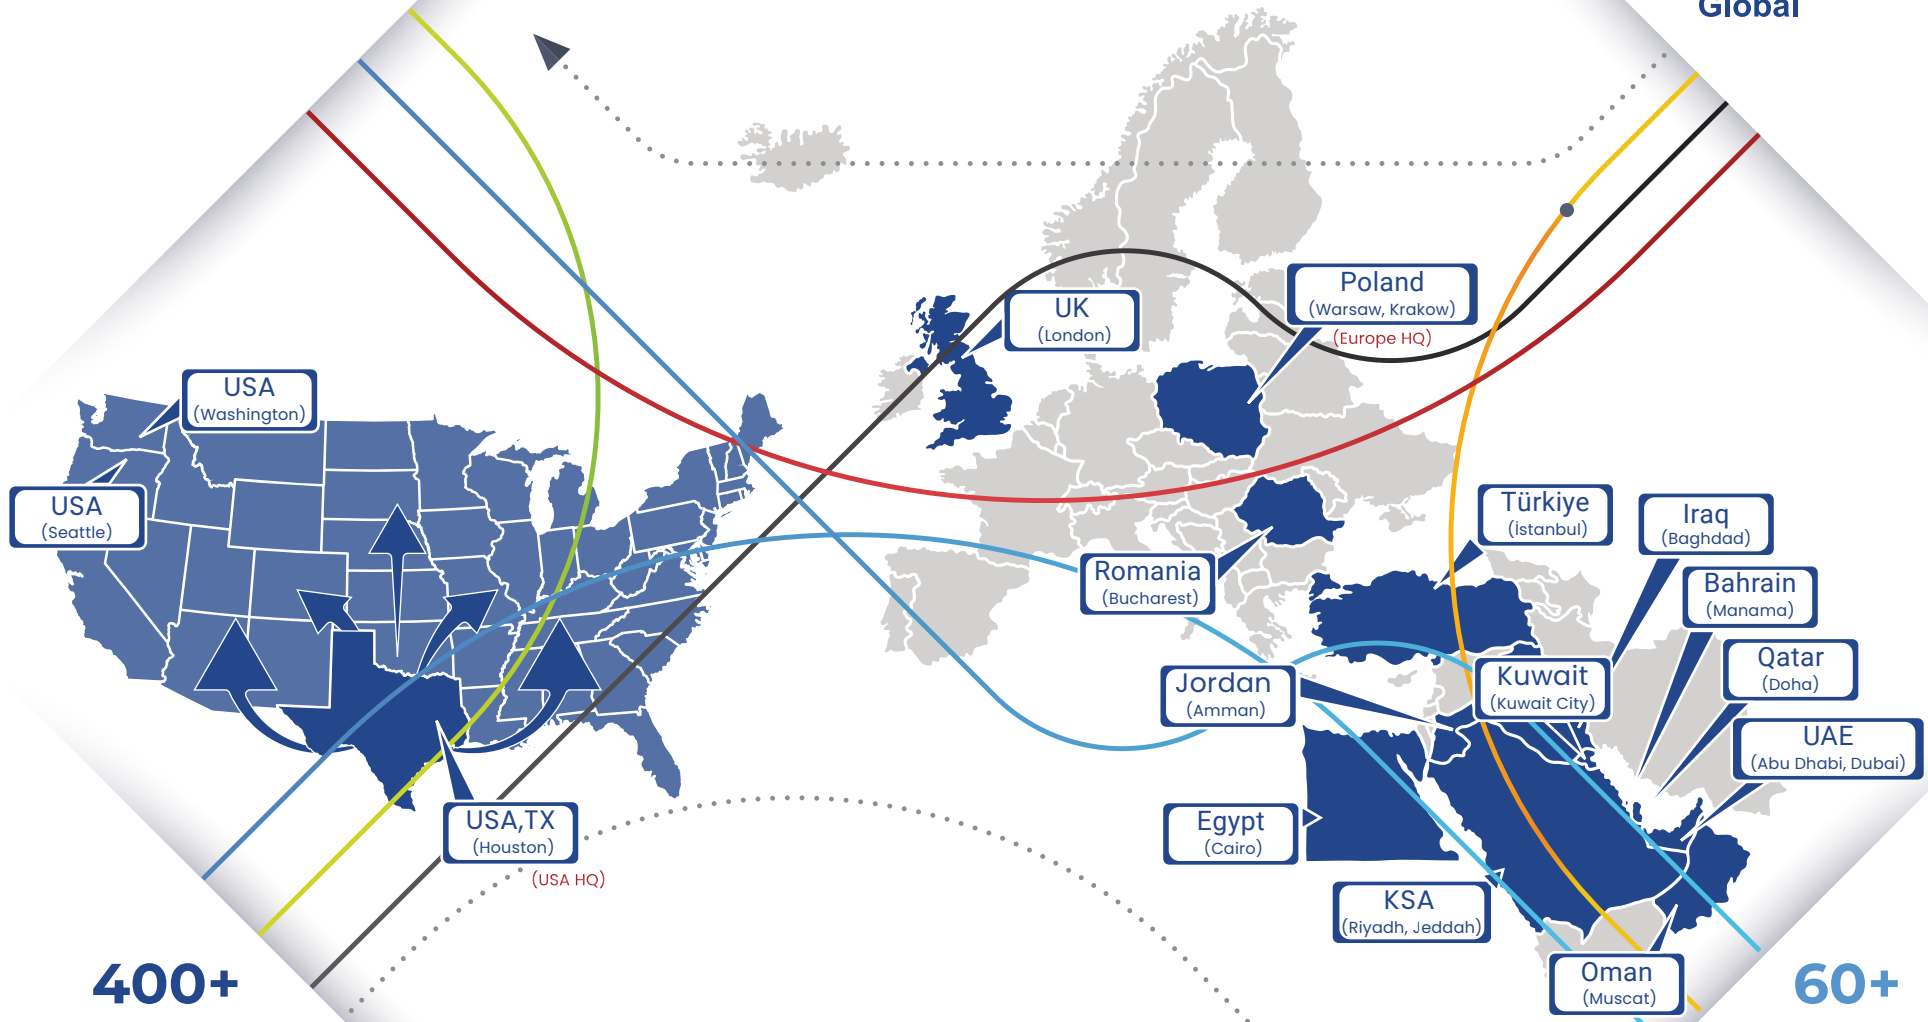 Global
Poland
(Warsaw, Krakow)
(Europe HQ)
UK
(London)
USA
(Washington)
USA
(Seattle)
Türkiye
(İstanbul)
Iraq
(Baghdad)
Romania
(Bucharest)
Bahrain
(Manama)
Qatar
(Doha)
Jordan
(Amman)
Kuwait
(Kuwait City)
UAE
(Abu Dhabi, Dubai)
USA,TX
(Houston)
(USA HQ)
Egypt
(Cairo)
KSA
(Riyadh, Jeddah)
Oman
(Muscat)
400+
60+